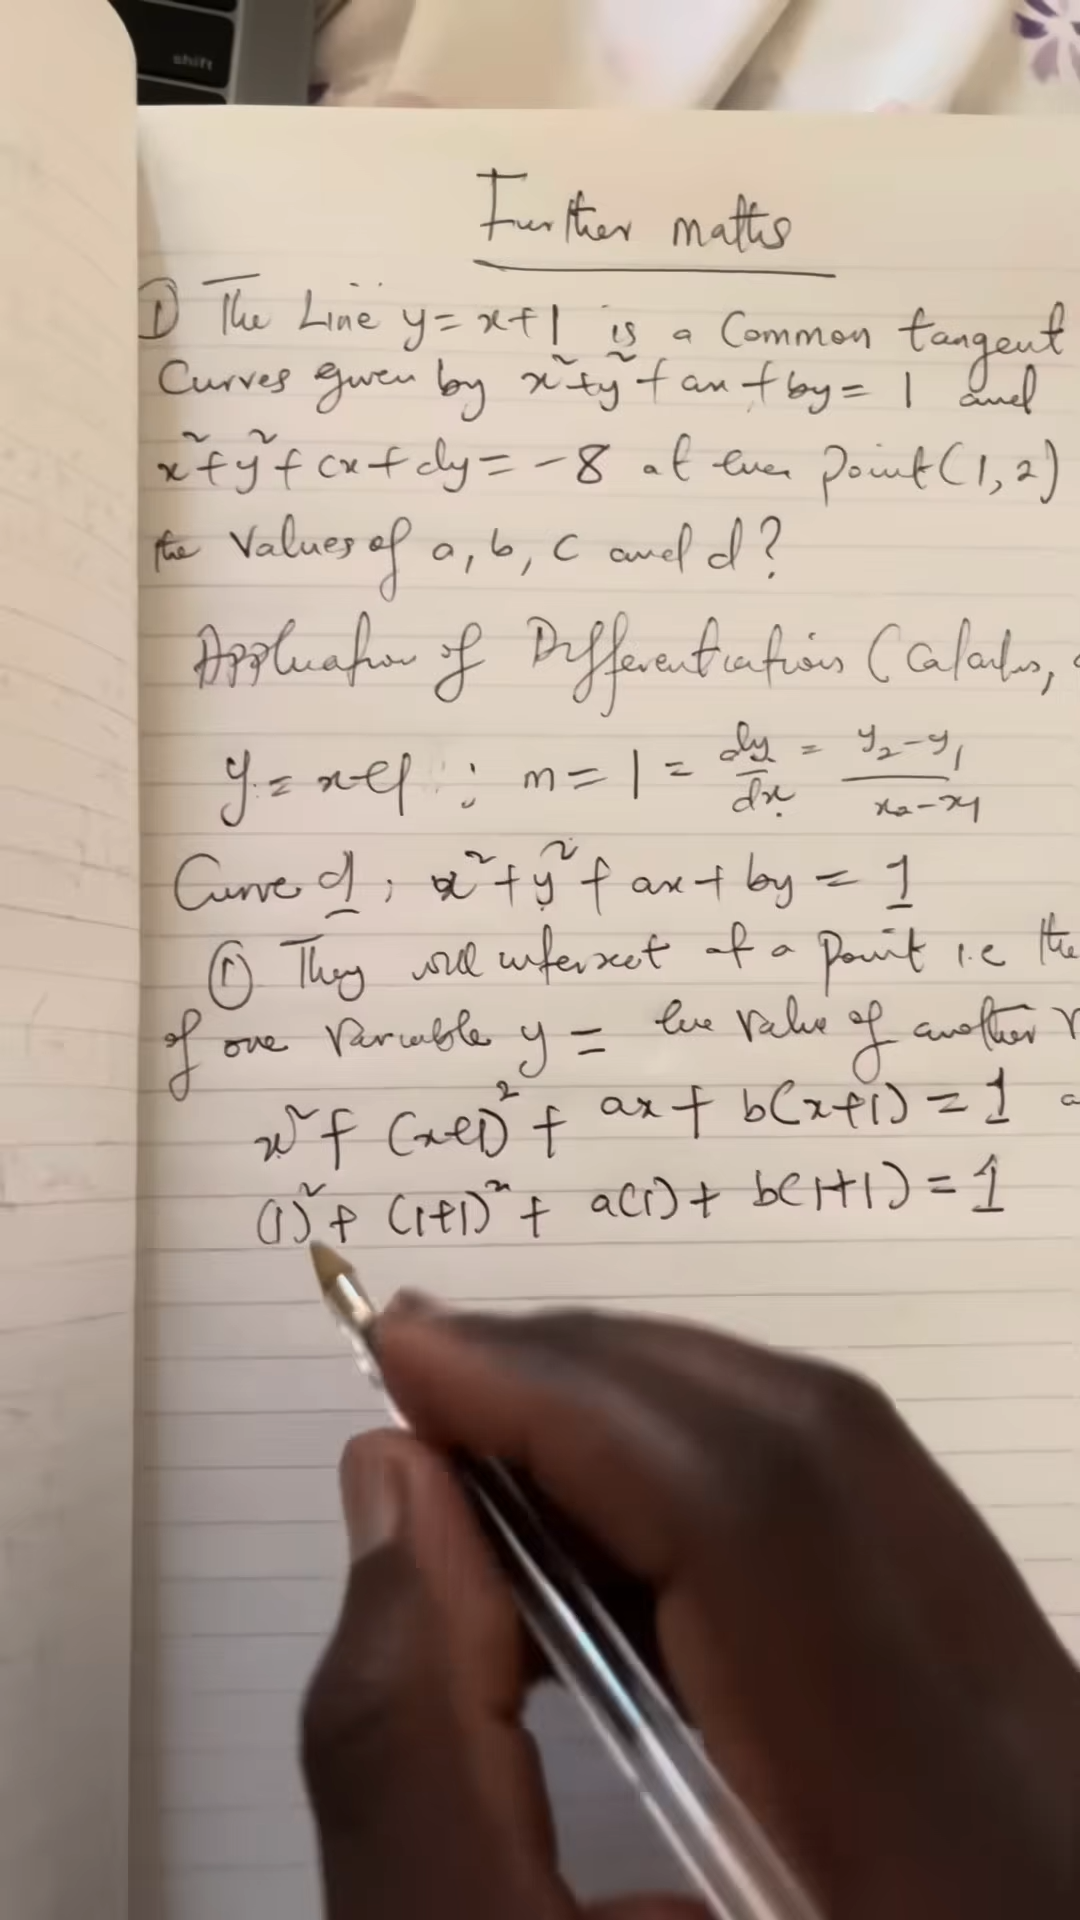 shift
Further maths
① The Line y = x+1 is a Common tangent
Curves given by x²+y²+ax+by = 1 and
x²+y²+cx+dy = -8 at the point (1, 2)
the Values of a, b, c and d?
Application of Differentiations (Calculus,
y = x+1 ; m = 1 = dy/dx = y₂-y₁/x₂-x₁
Curve 1; x²+y²+ax+by = 1
① They will intersect at a point i.e the
of one variable y = the value of another
x² + (x+1)² + ax + b(x+1) = 1
(1)² + (1+1)² + a(1) + b(1+1) = 1